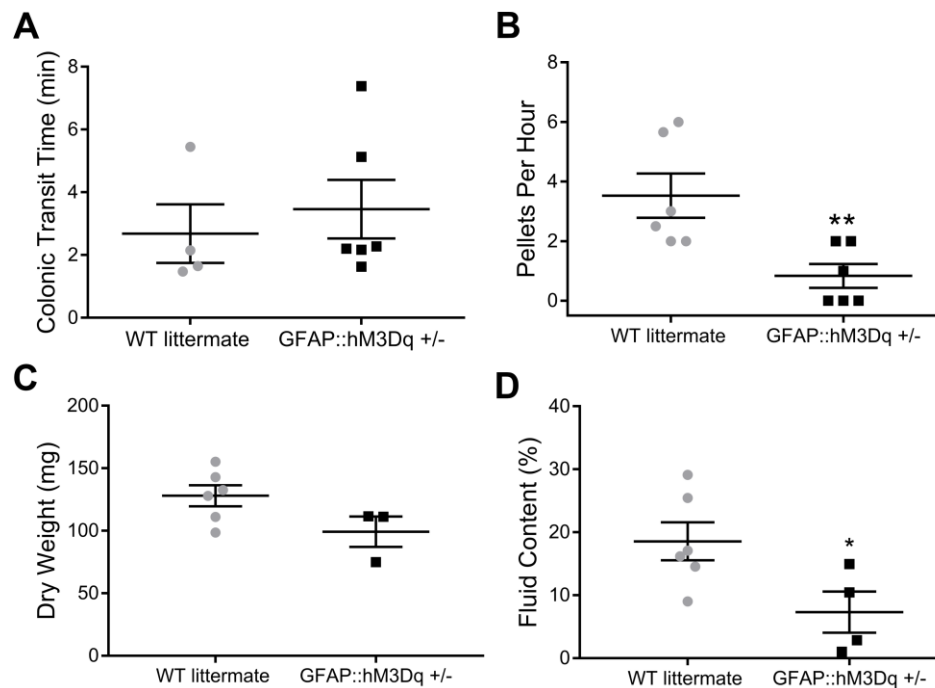 A
Colonic Transit Time (min)
8
6
4
2
0
WT littermate
GFAP::hM3Dq +/-
B
Pellets Per Hour
8
6
4
2
0
**
WT littermate
GFAP::hM3Dq +/-
C
Dry Weight (mg)
200
150
100
50
0
WT littermate
GFAP::hM3Dq +/-
D
Fluid Content (%)
40
30
20
10
0
*
WT littermate
GFAP::hM3Dq +/-